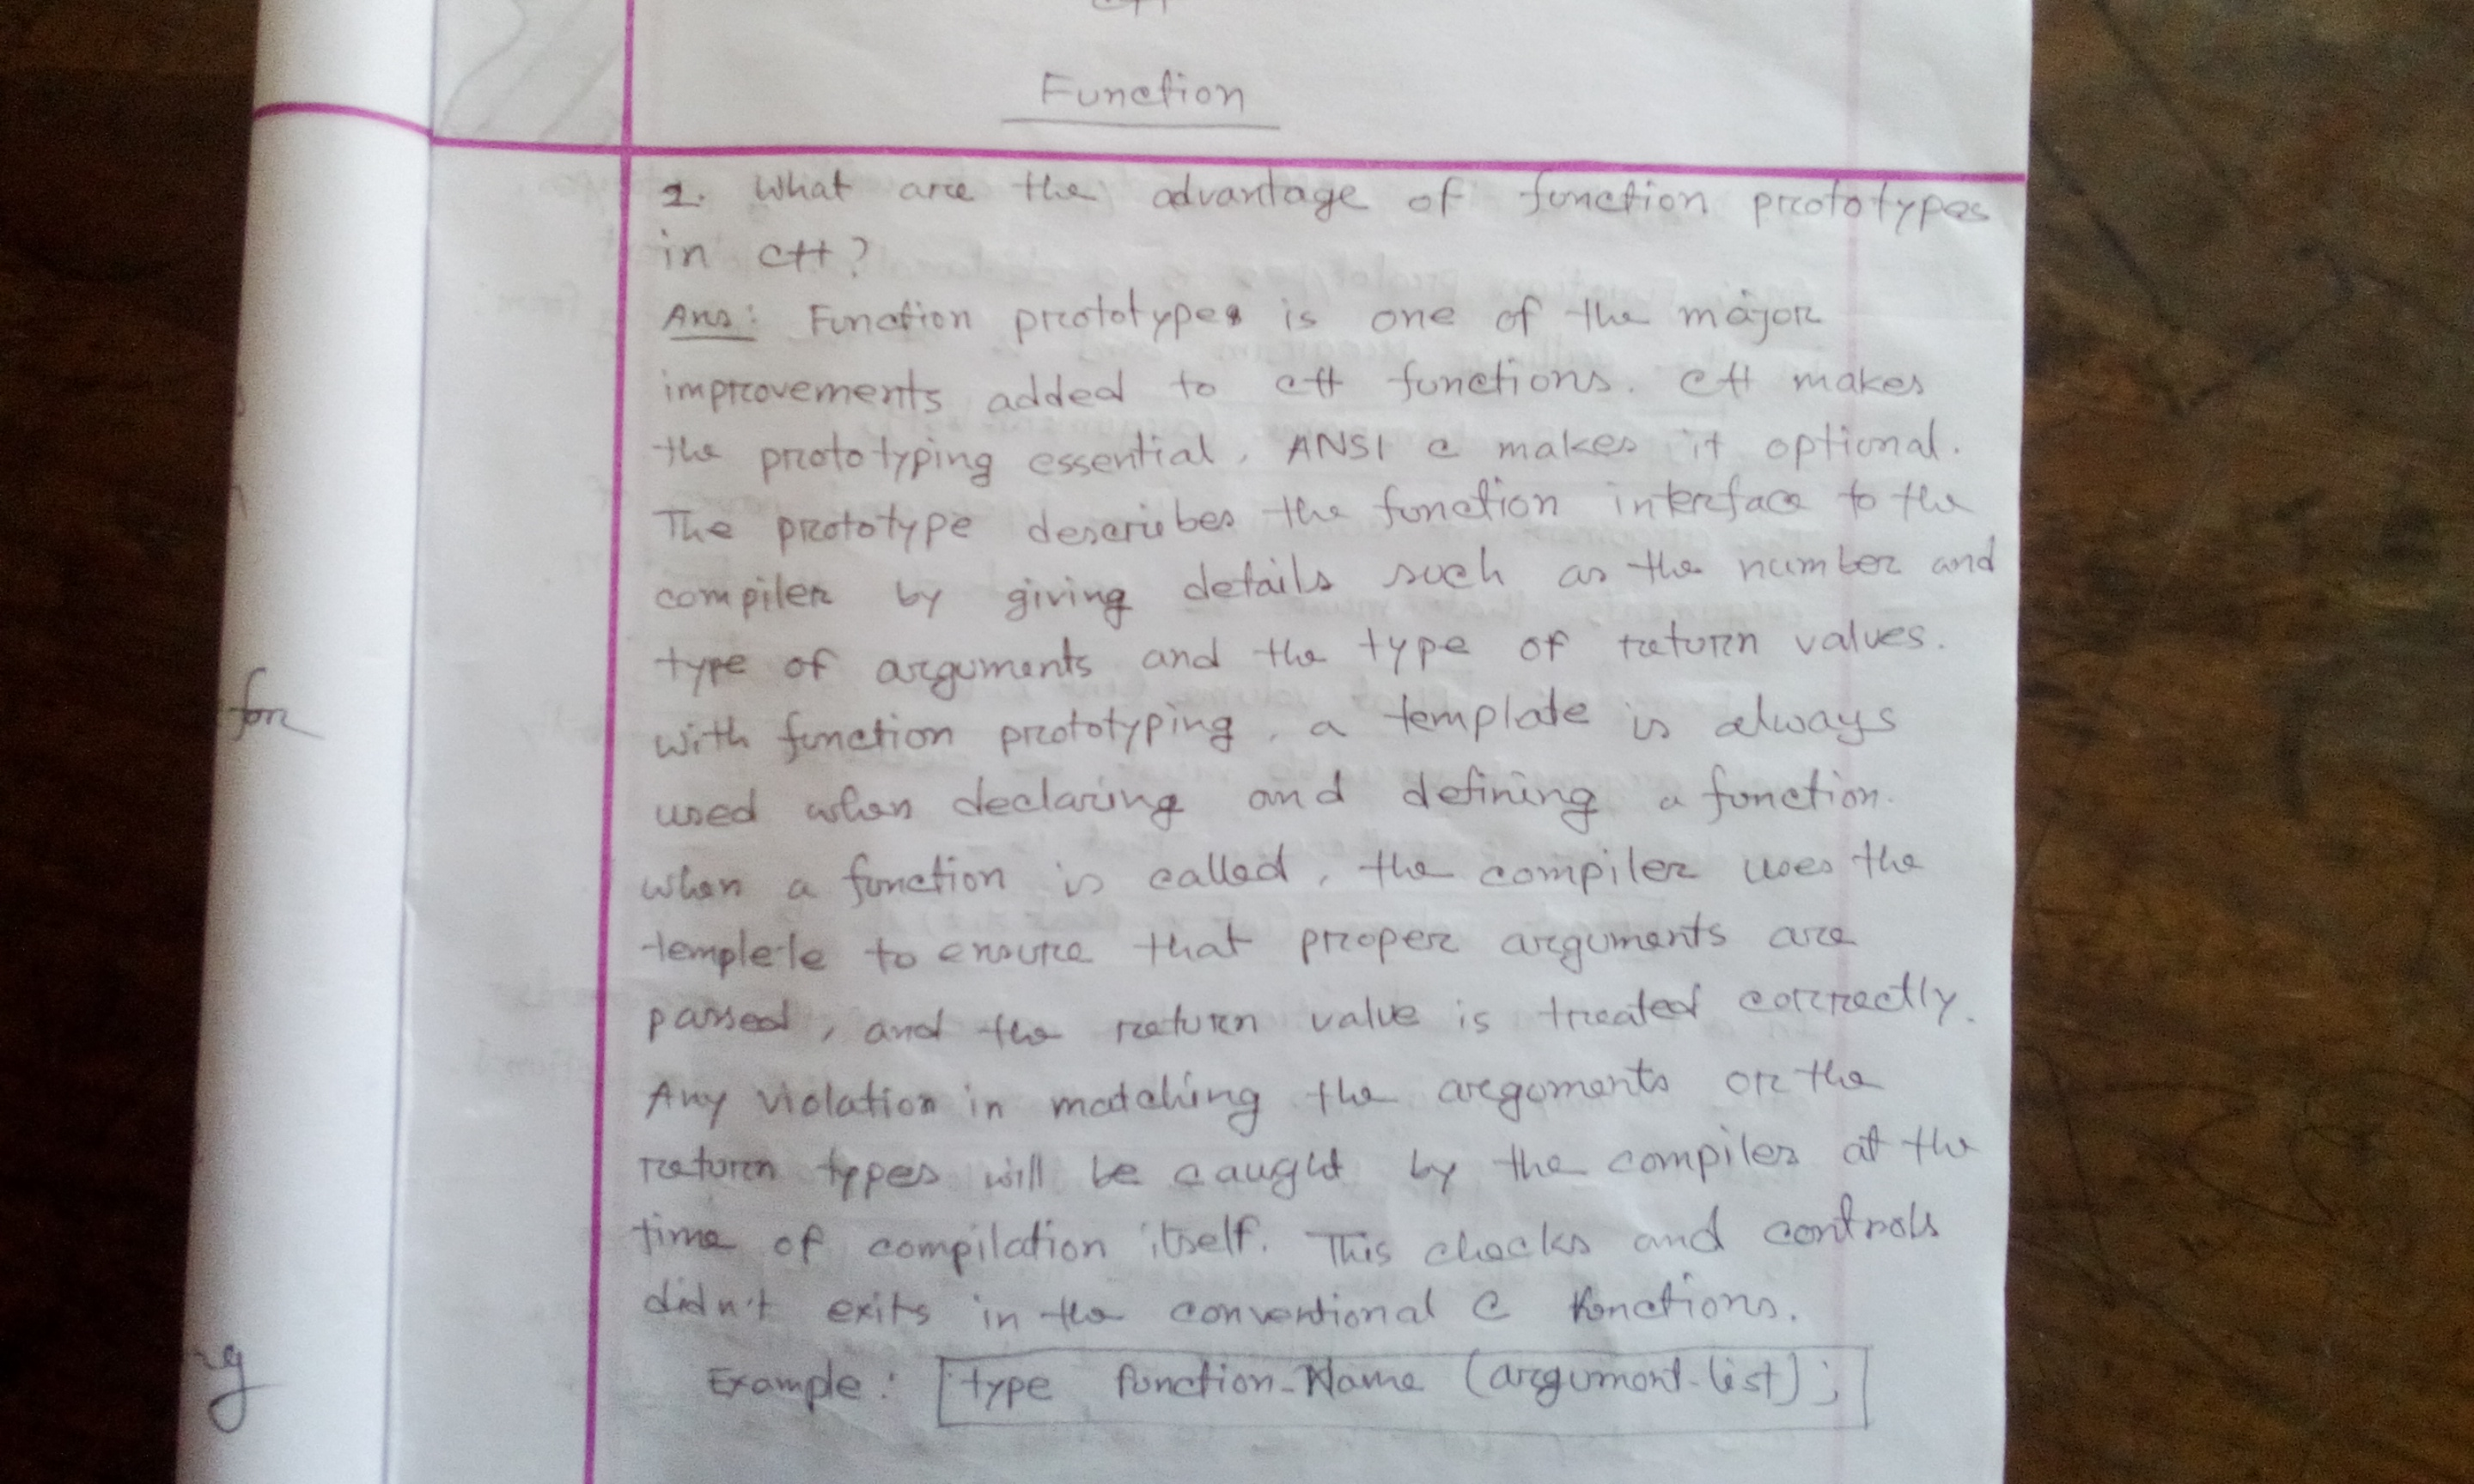 Function
1. What are the advantage of function prototypes
in C++?
Ans: Function prototypes is one of the major
improvements added to C++ functions. C++ makes
the prototyping essential, ANSI C makes it optional.
The prototype describes the function interface to the
compiler by giving details such as the number and
type of arguments and the type of return values.
With function prototyping, a template is always
used when declaring and defining a function.
when a function is called, the compiler uses the
templete to ensure that proper arguments are
passed, and the return value is treated correctly.
Any violation in matching the arguments or the
return types will be caught by the compiler at the
time of compilation itself. This checks and controls
didn't exits in the conventional C functions.
Example: type function-Name (argument-list);
for